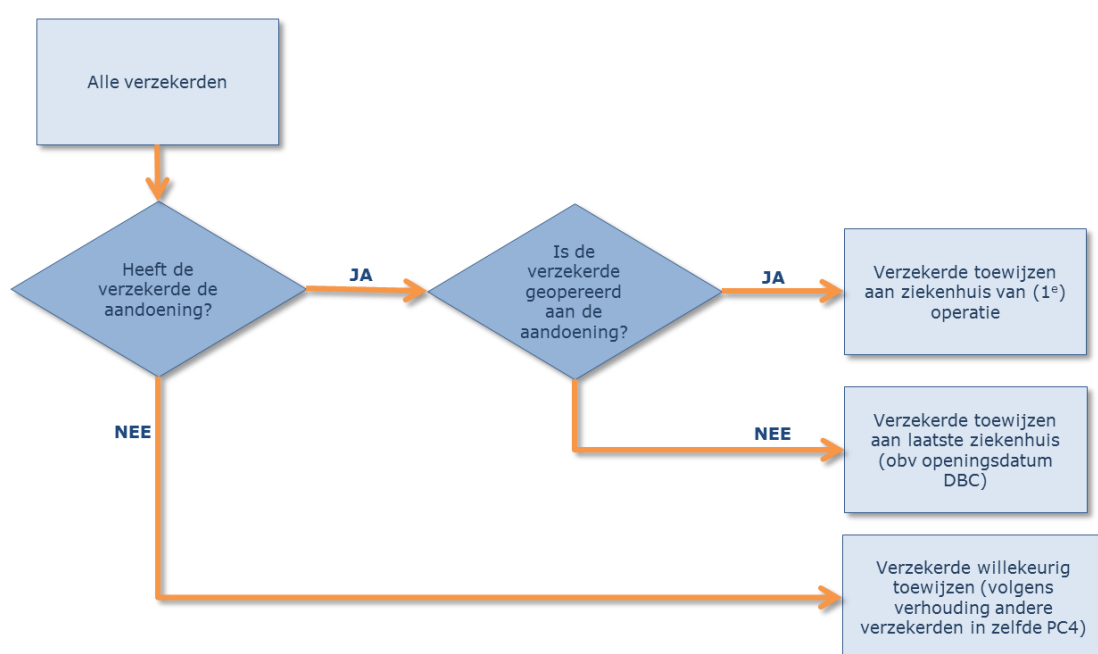 Alle verzekerden
Heeft de
verzekerde de
aandoening?
JA
Is de
verzekerde
geopereerd
aan de
aandoening?
JA
Verzekerde toewijzen
aan ziekenhuis van (1ᵉ)
operatie
NEE
Verzekerde toewijzen
aan laatste ziekenhuis
(obv openingsdatum
DBC)
NEE
Verzekerde willekeurig
toewijzen (volgens
verhouding andere
verzekerden in zelfde PC4)